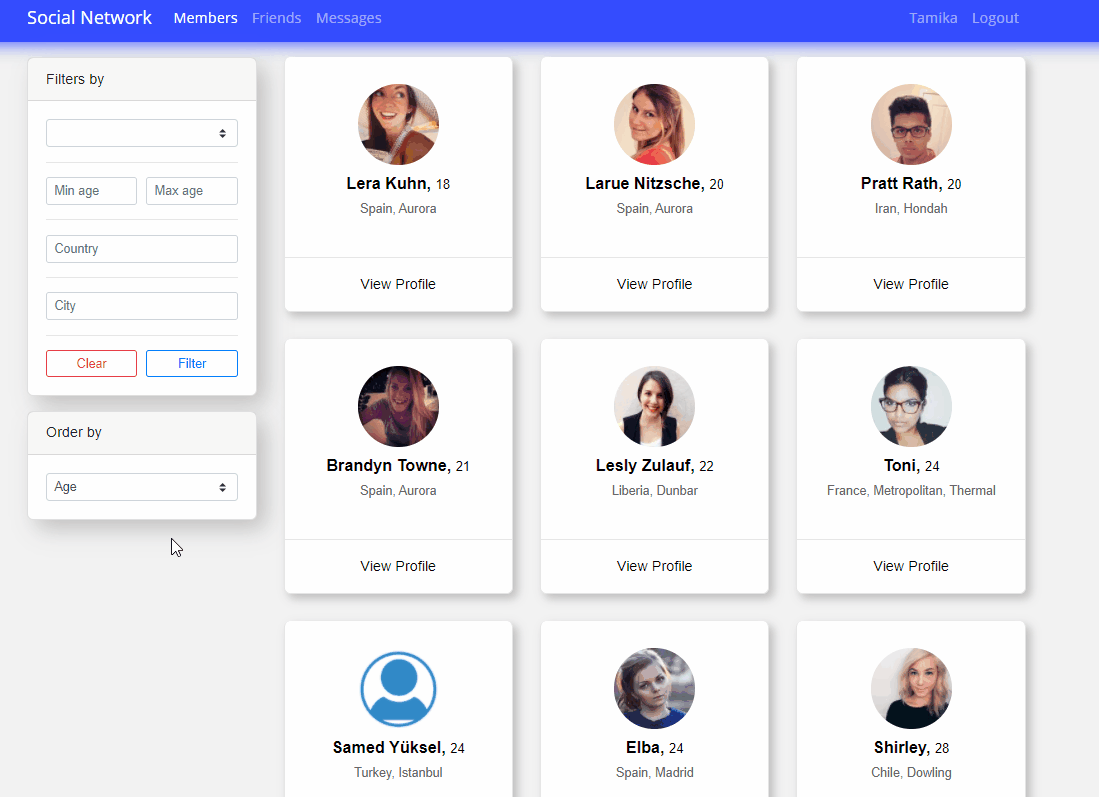 Social Network Members Friends Messages Tamika Logout
Filters by
Min age Max age
Country
City
Clear Filter
Order by
Age
Lera Kuhn, 18
Spain, Aurora
View Profile
Larue Nitzsche, 20
Spain, Aurora
View Profile
Pratt Rath, 20
Iran, Hondah
View Profile
Brandyn Towne, 21
Spain, Aurora
View Profile
Lesly Zulauf, 22
Liberia, Dunbar
View Profile
Toni, 24
France, Metropolitan, Thermal
View Profile
Samed Yüksel, 24
Turkey, Istanbul
Elba, 24
Spain, Madrid
Shirley, 28
Chile, Dowling